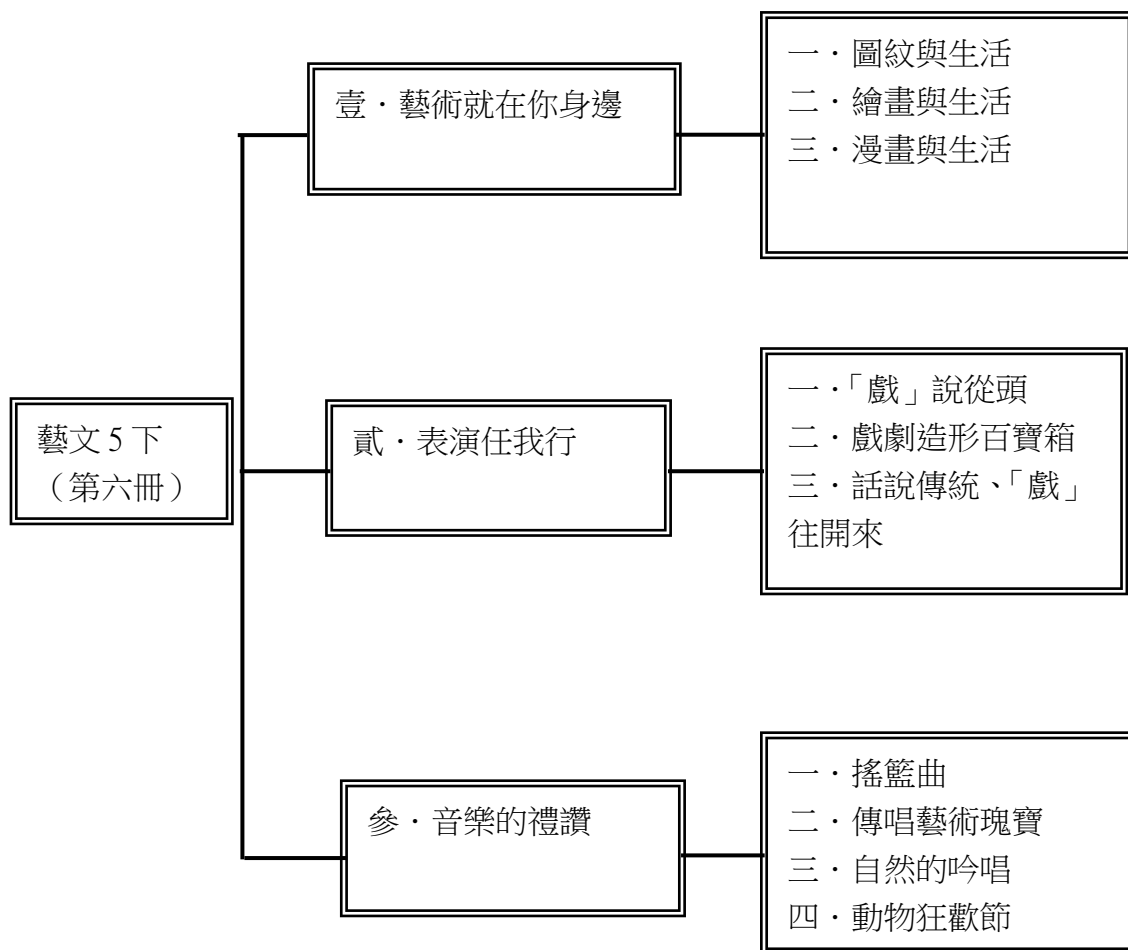 藝文 5 下
（第六冊）
壹．藝術就在你身邊
一．圖紋與生活
二．繪畫與生活
三．漫畫與生活
貳．表演任我行
一．「戲」說從頭
二．戲劇造形百寶箱
三．話說傳統、「戲」
往開來
參．音樂的禮讚
一．搖籃曲
二．傳唱藝術瑰寶
三．自然的吟唱
四．動物狂歡節